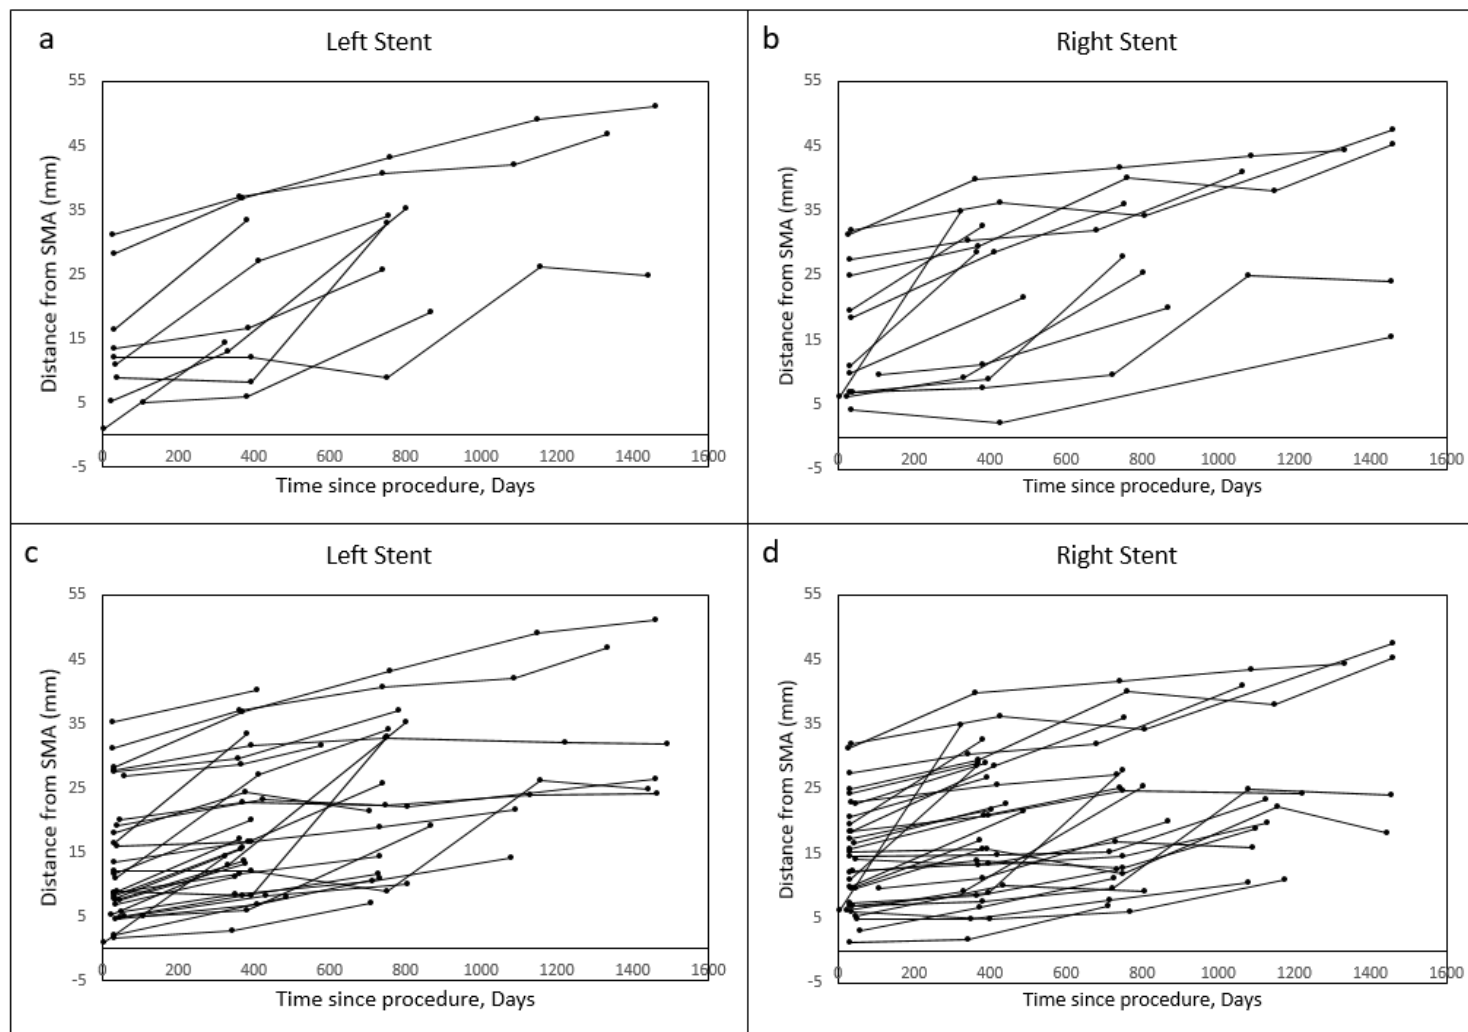 a
Left Stent
Distance from SMA (mm)
55
45
35
25
15
5
-5
0 200 400 600 800 1000 1200 1400 1600
Time since procedure, Days
b
Right Stent
Distance from SMA (mm)
55
45
35
25
15
5
-5
0 200 400 600 800 1000 1200 1400 1600
Time since procedure, Days
c
Left Stent
Distance from SMA (mm)
55
45
35
25
15
5
-5
0 200 400 600 800 1000 1200 1400 1600
Time since procedure, Days
d
Right Stent
Distance from SMA (mm)
55
45
35
25
15
5
-5
0 200 400 600 800 1000 1200 1400 1600
Time since procedure, Days